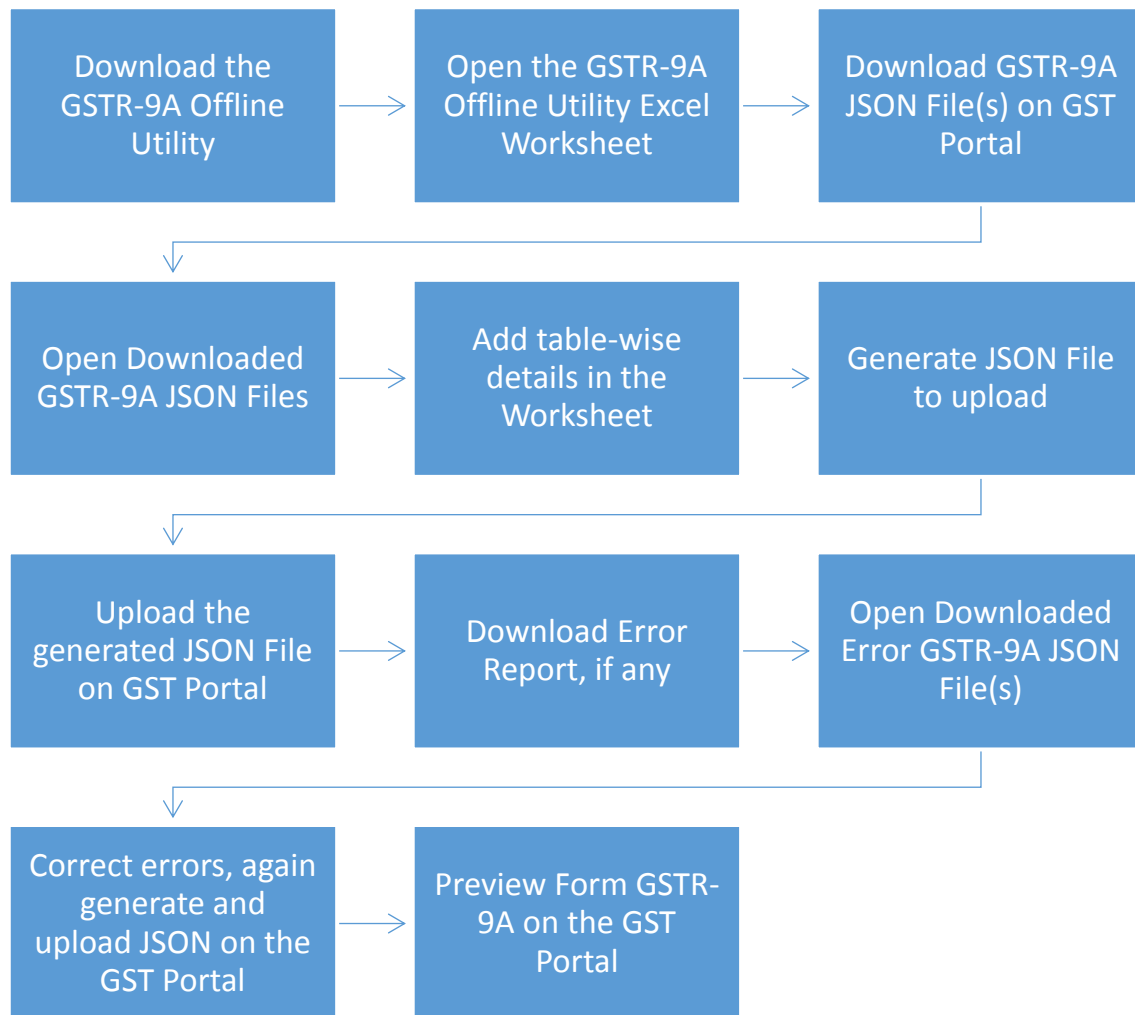 Download the
GSTR-9A Offline
Utility
Open the GSTR-9A
Offline Utility Excel
Worksheet
Download GSTR-9A
JSON File(s) on GST
Portal
Open Downloaded
GSTR-9A JSON Files
Add table-wise
details in the
Worksheet
Generate JSON File
to upload
Upload the
generated JSON File
on GST Portal
Download Error
Report, if any
Open Downloaded
Error GSTR-9A JSON
File(s)
Correct errors, again
generate and
upload JSON on the
GST Portal
Preview Form GSTR-
9A on the GST
Portal